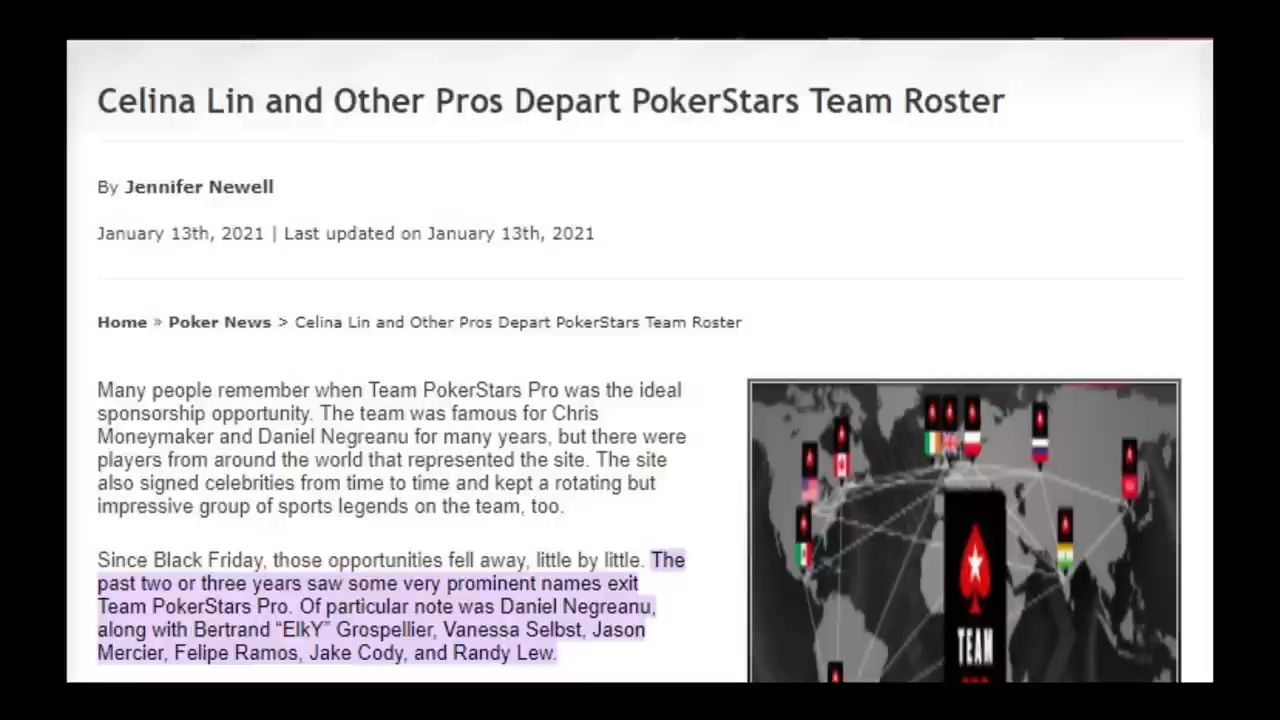 Celina Lin and Other Pros Depart PokerStars Team Roster
By Jennifer Newell
January 13th, 2021 | Last updated on January 13th, 2021
Home » Poker News > Celina Lin and Other Pros Depart PokerStars Team Roster
Many people remember when Team PokerStars Pro was the ideal
sponsorship opportunity. The team was famous for Chris
Moneymaker and Daniel Negreanu for many years, but there were
players from around the world that represented the site. The site
also signed celebrities from time to time and kept a rotating but
impressive group of sports legends on the team, too.
Since Black Friday, those opportunities fell away, little by little. The
past two or three years saw some very prominent names exit
Team PokerStars Pro. Of particular note was Daniel Negreanu,
along with Bertrand “ElkY” Grospellier, Vanessa Selbst, Jason
Mercier, Felipe Ramos, Jake Cody, and Randy Lew.
TEAM